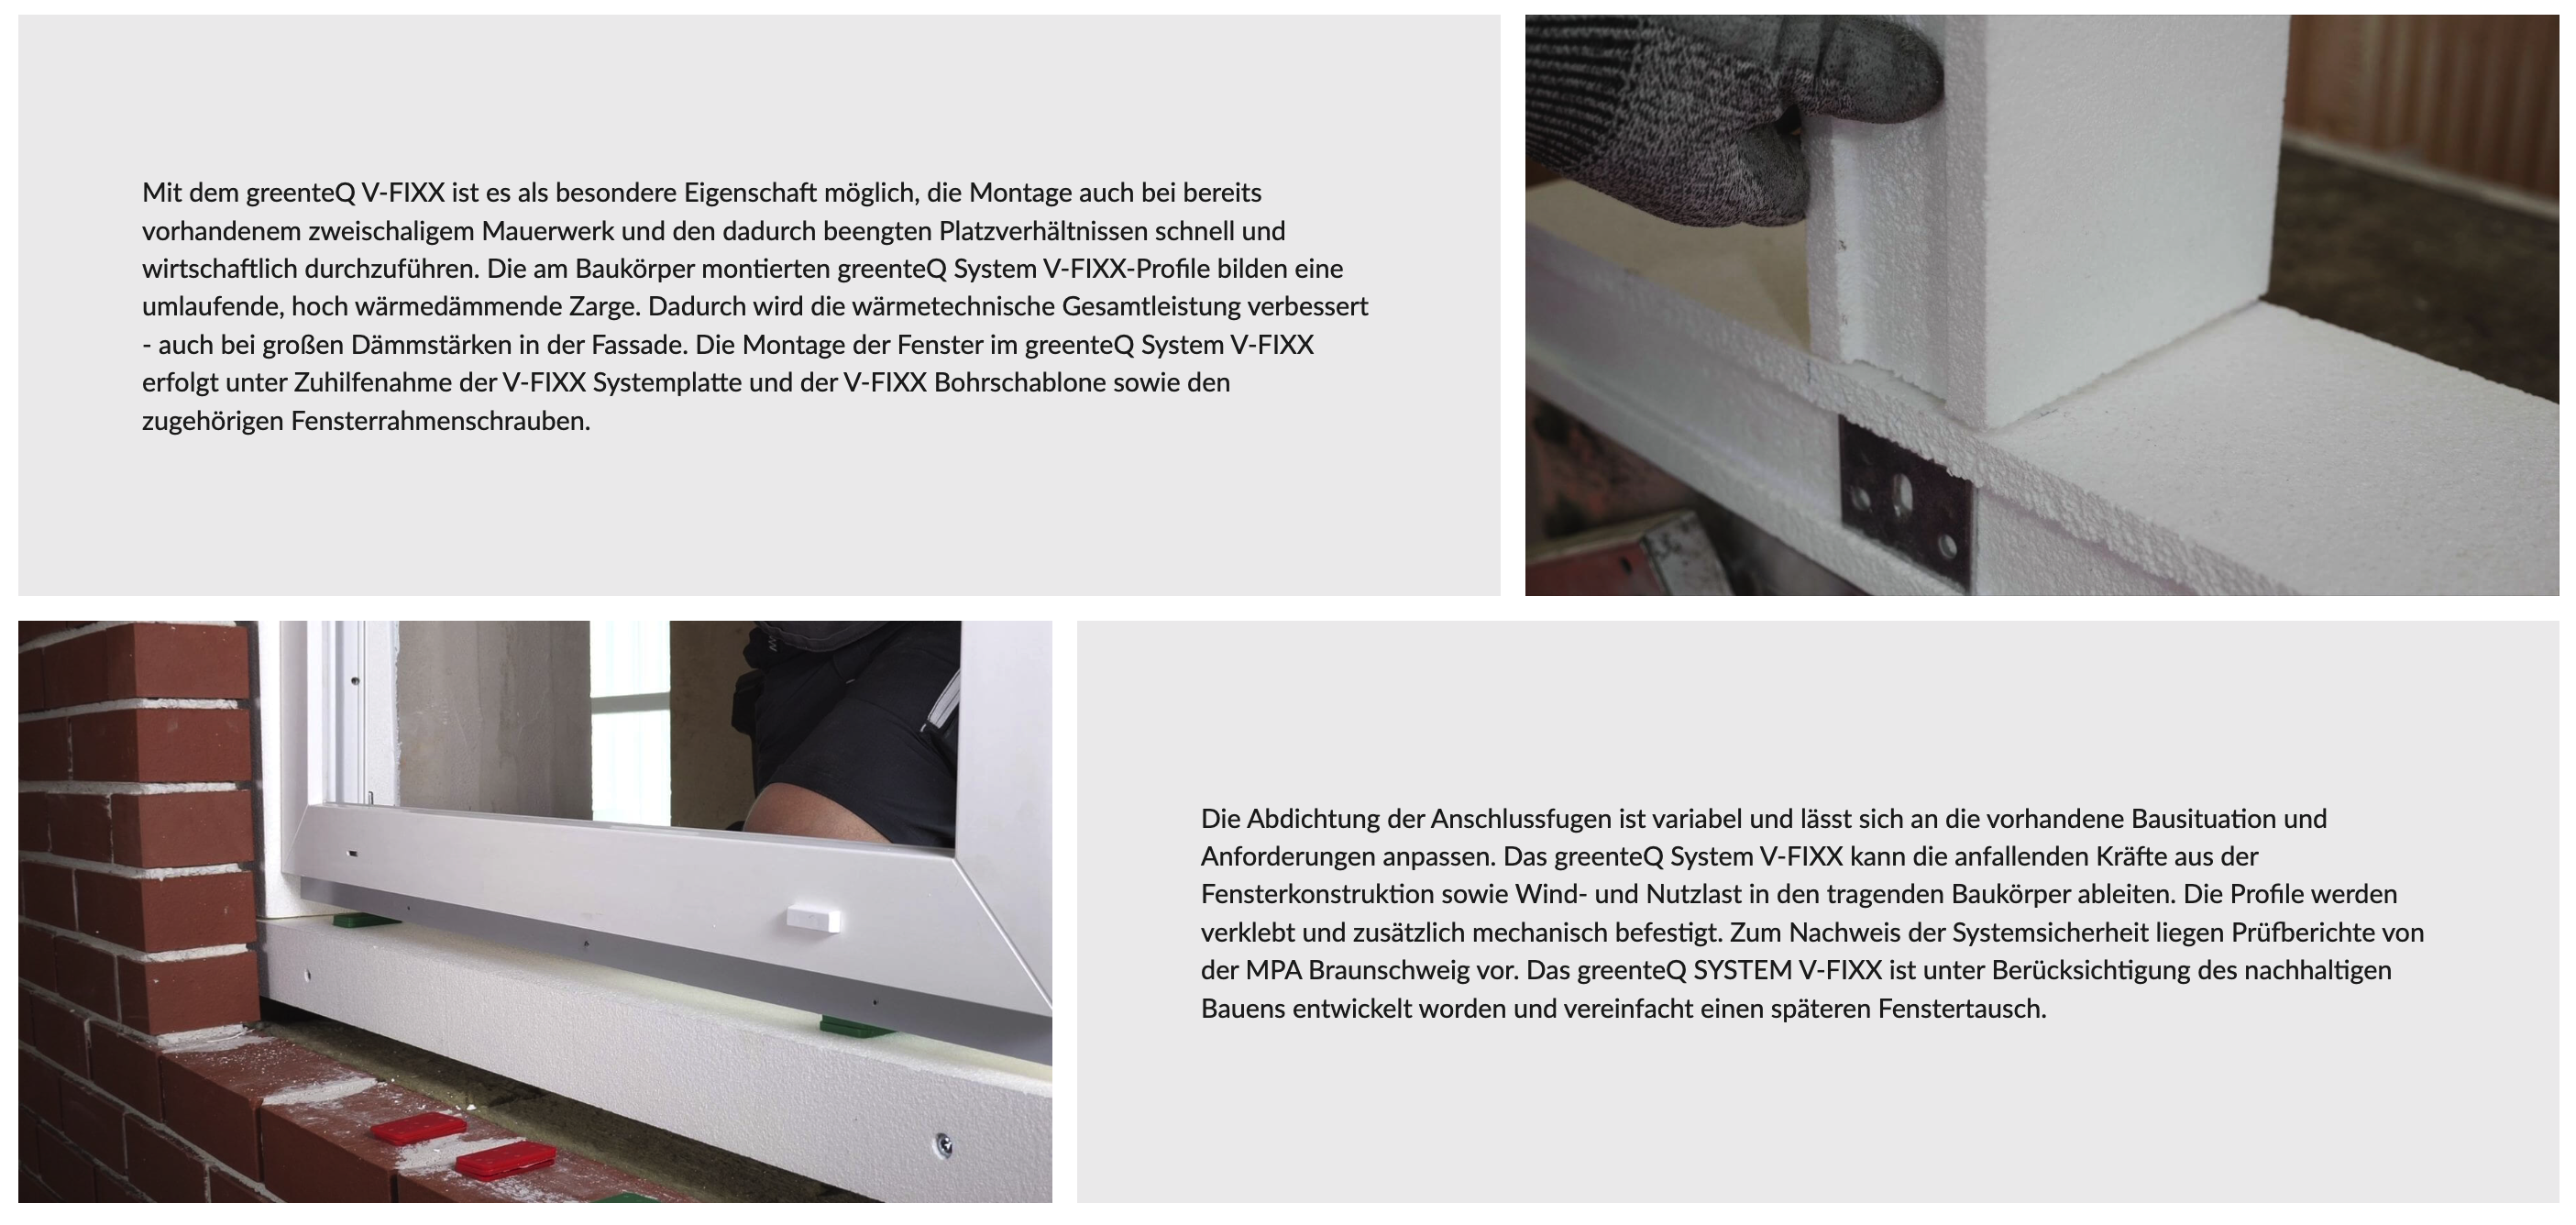 Mit dem greenteQ V-FIXX ist es als besondere Eigenschaft möglich, die Montage auch bei bereits
vorhandenem zweischaligem Mauerwerk und den dadurch beengten Platzverhältnissen schnell und
wirtschaftlich durchzuführen. Die am Baukörper montierten greenteQ System V-FIXX-Profile bilden eine
umlaufende, hoch wärmedämmende Zarge. Dadurch wird die wärmetechnische Gesamtleistung verbessert
- auch bei großen Dämmstärken in der Fassade. Die Montage der Fenster im greenteQ System V-FIXX
erfolgt unter Zuhilfenahme der V-FIXX Systemplatte und der V-FIXX Bohrschablone sowie den
zugehörigen Fensterrahmenschrauben.
Die Abdichtung der Anschlussfugen ist variabel und lässt sich an die vorhandene Bausituation und
Anforderungen anpassen. Das greenteQ System V-FIXX kann die anfallenden Kräfte aus der
Fensterkonstruktion sowie Wind- und Nutzlast in den tragenden Baukörper ableiten. Die Profile werden
verklebt und zusätzlich mechanisch befestigt. Zum Nachweis der Systemsicherheit liegen Prüfberichte von
der MPA Braunschweig vor. Das greenteQ SYSTEM V-FIXX ist unter Berücksichtigung des nachhaltigen
Bauens entwickelt worden und vereinfacht einen späteren Fenstertausch.